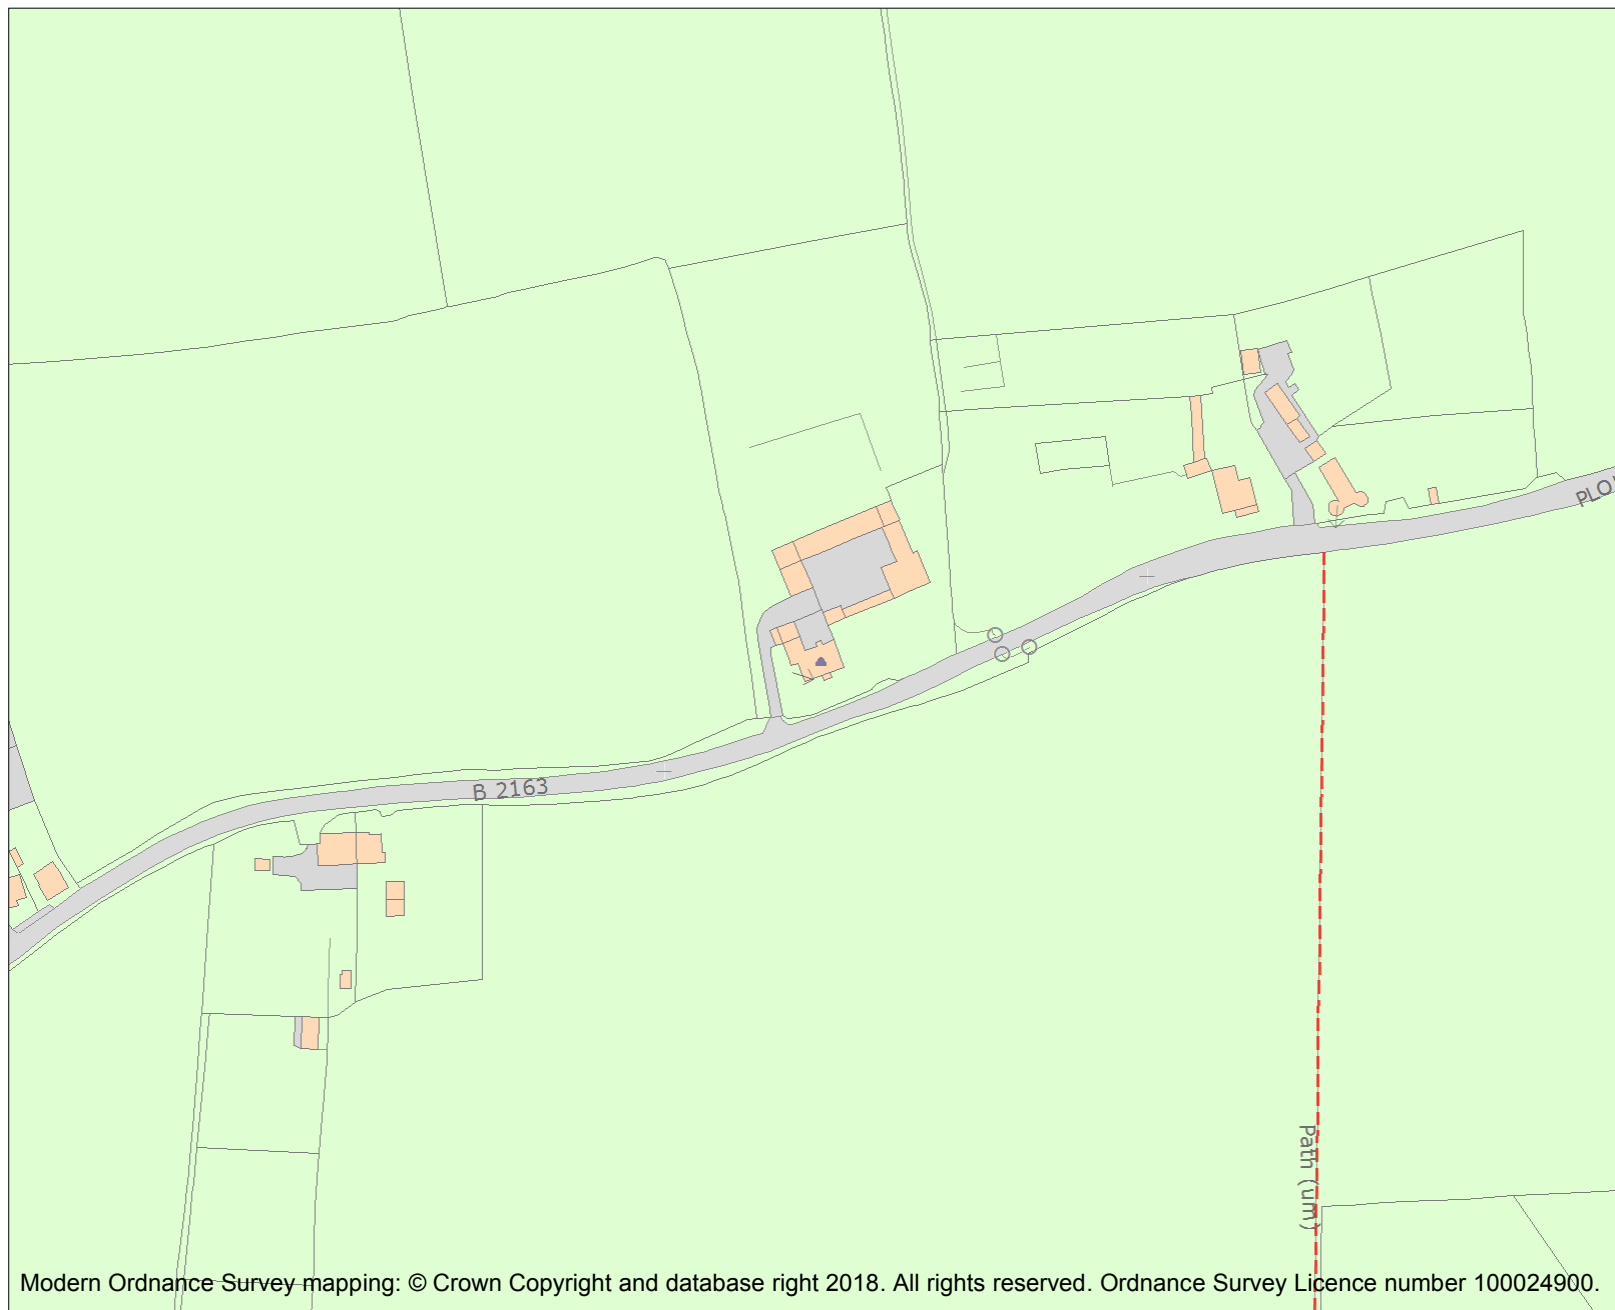 B 2163
Path (um)
Modern Ordnance Survey mapping: © Crown Copyright and database right 2018. All rights reserved. Ordnance Survey Licence number 100024900.